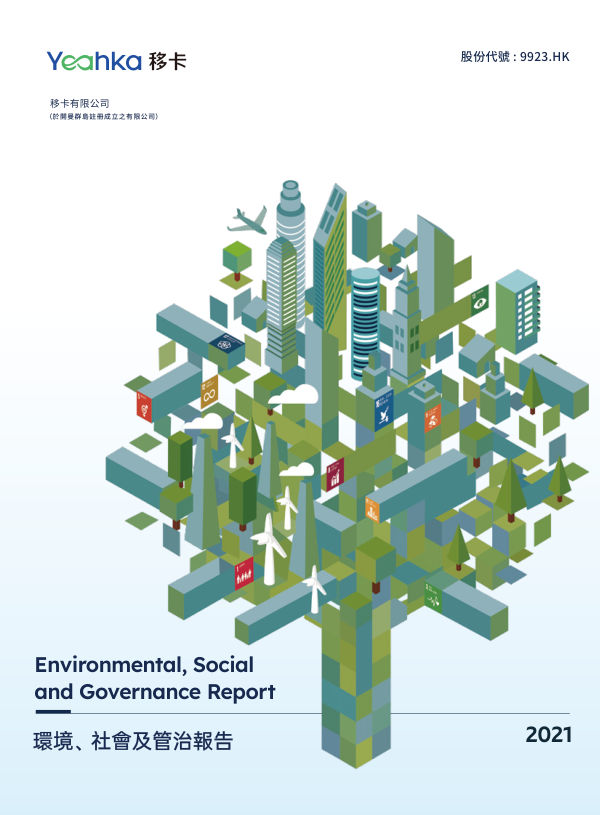 Yeahka 移卡
股份代號 : 9923.HK
移卡有限公司
(於開曼群島註冊成立之有限公司)
Environmental, Social
and Governance Report
環境、社會及管治報告
2021